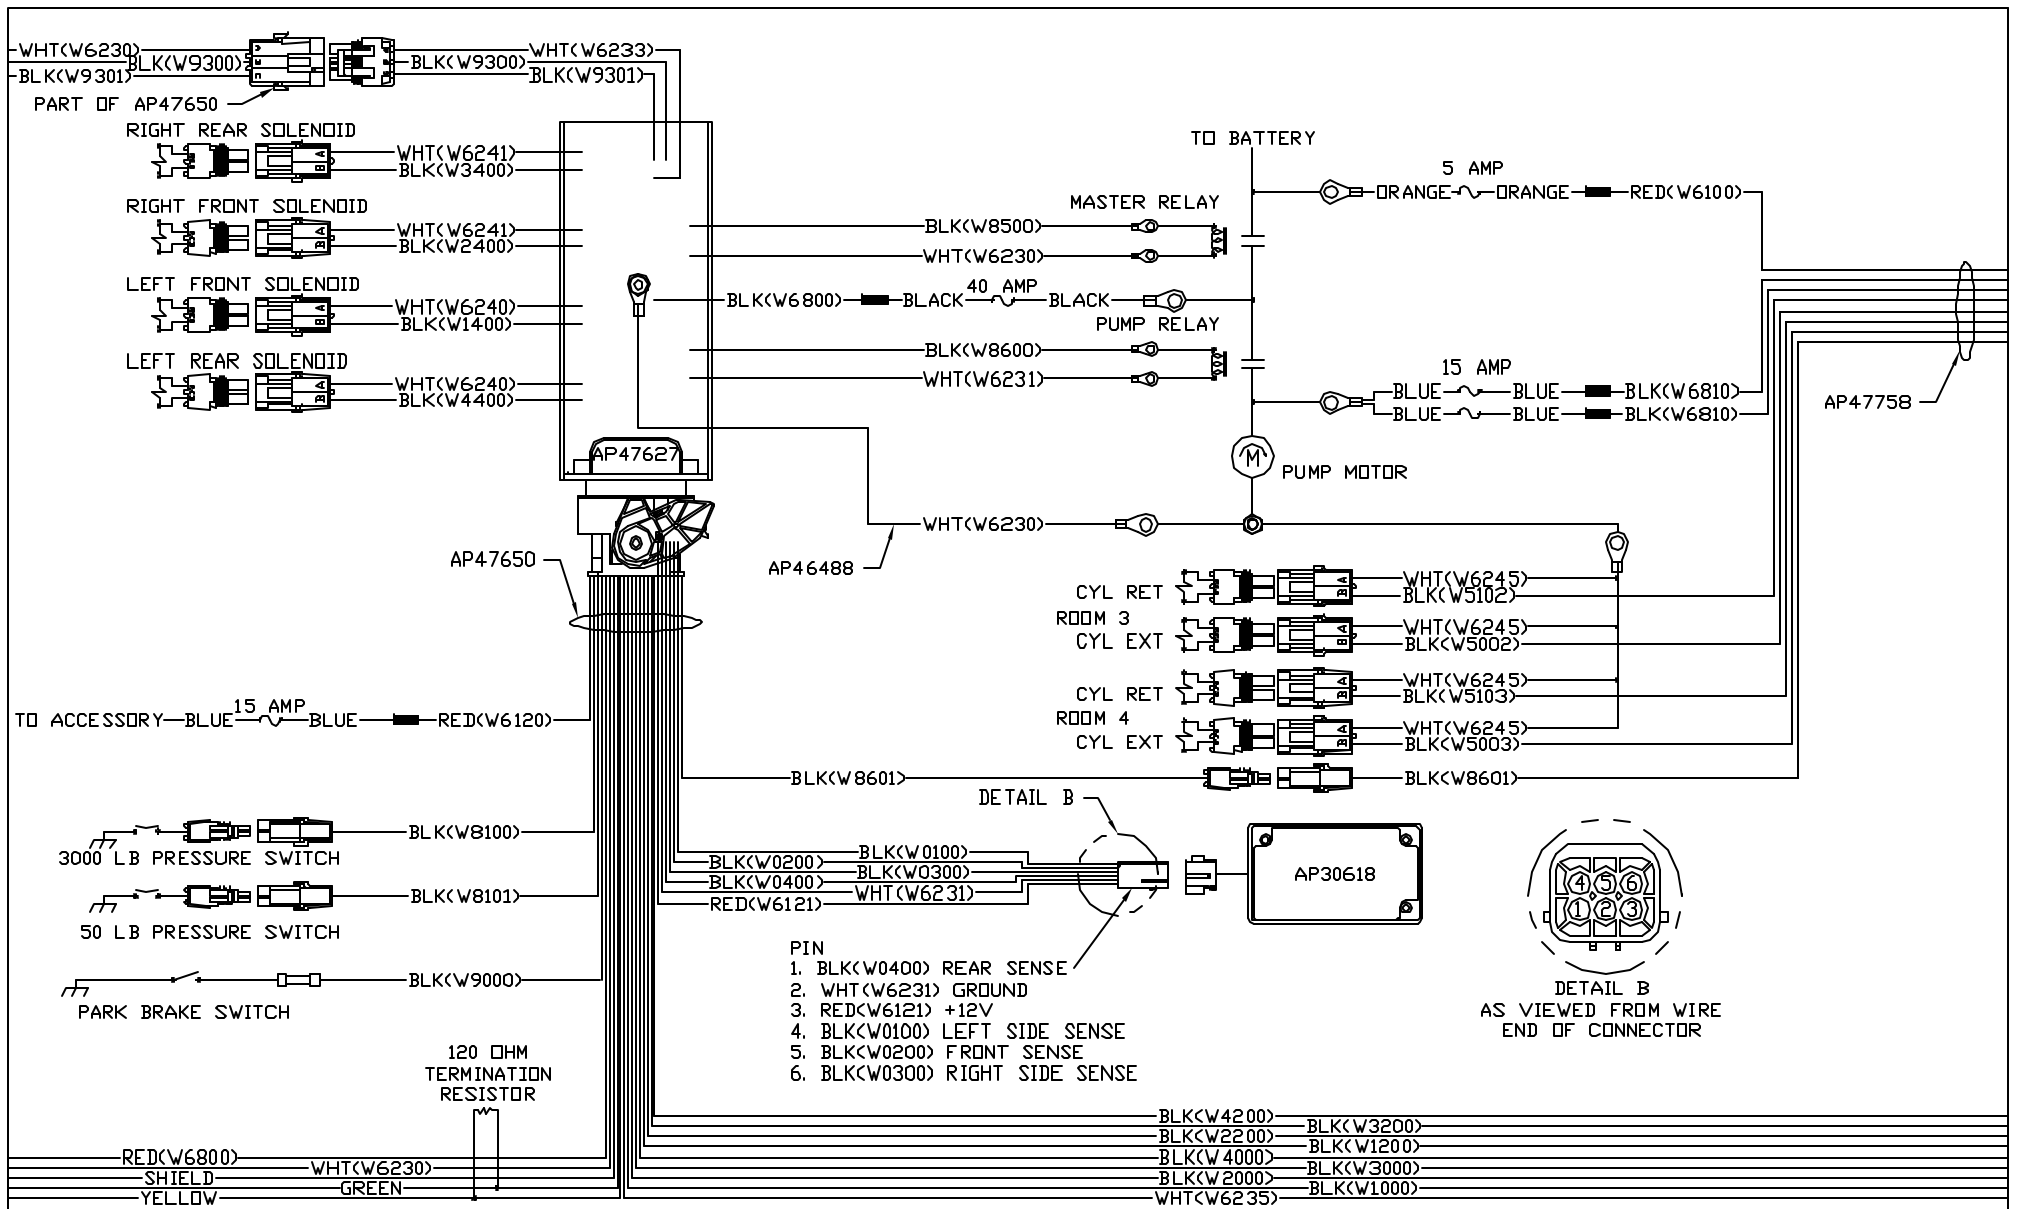 WHT(W6230)
BLK(W9300)
BLK(W9301)
PART OF AP47650
WHT(W6233)
BLK(W9300)
BLK(W9301)
RIGHT REAR SOLENOID
A
B
WHT(W6241)
BLK(W3400)
RIGHT FRONT SOLENOID
A
B
WHT(W6241)
BLK(W2400)
LEFT FRONT SOLENOID
A
B
WHT(W6240)
BLK(W1400)
LEFT REAR SOLENOID
A
B
WHT(W6240)
BLK(W4400)
AP47627
TO BATTERY
5 AMP
ORANGE ORANGE RED(W6100)
MASTER RELAY
BLK(W8500)
WHT(W6230)
40 AMP
BLK(W6800) BLACK BLACK
PUMP RELAY
BLK(W8600)
WHT(W6231)
15 AMP
BLUE BLUE BLK(W6810)
BLUE BLUE BLK(W6810)
AP47758
M
PUMP MOTOR
WHT(W6230)
AP46488
AP47650
CYL RET
A
B
WHT(W6245)
BLK(W5102)
ROOM 3
CYL EXT
A
B
WHT(W6245)
BLK(W5002)
CYL RET
A
B
WHT(W6245)
BLK(W5103)
ROOM 4
CYL EXT
A
B
WHT(W6245)
BLK(W5003)
15 AMP
TO ACCESSORY BLUE BLUE RED(W6120)
BLK(W8601) BLK(W8601)
DETAIL B
BLK(W8100)
3000 LB PRESSURE SWITCH
BLK(W8101)
50 LB PRESSURE SWITCH
BLK(W9000)
PARK BRAKE SWITCH
BLK(W0100)
BLK(W0200)
BLK(W0300)
BLK(W0400)
WHT(W6231)
RED(W6121)
AP30618
4 5 6
1 2 3
DETAIL B
AS VIEWED FROM WIRE
END OF CONNECTOR
PIN
1. BLK(W0400) REAR SENSE
2. WHT(W6231) GROUND
3. RED(W6121) +12V
4. BLK(W0100) LEFT SIDE SENSE
5. BLK(W0200) FRONT SENSE
6. BLK(W0300) RIGHT SIDE SENSE
120 OHM
TERMINATION
RESISTOR
RED(W6800)
WHT(W6230)
SHIELD
GREEN
YELLOW
BLK(W4200)
BLK(W3200)
BLK(W2200)
BLK(W1200)
BLK(W4000)
BLK(W3000)
BLK(W2000)
BLK(W1000)
WHT(W6235)